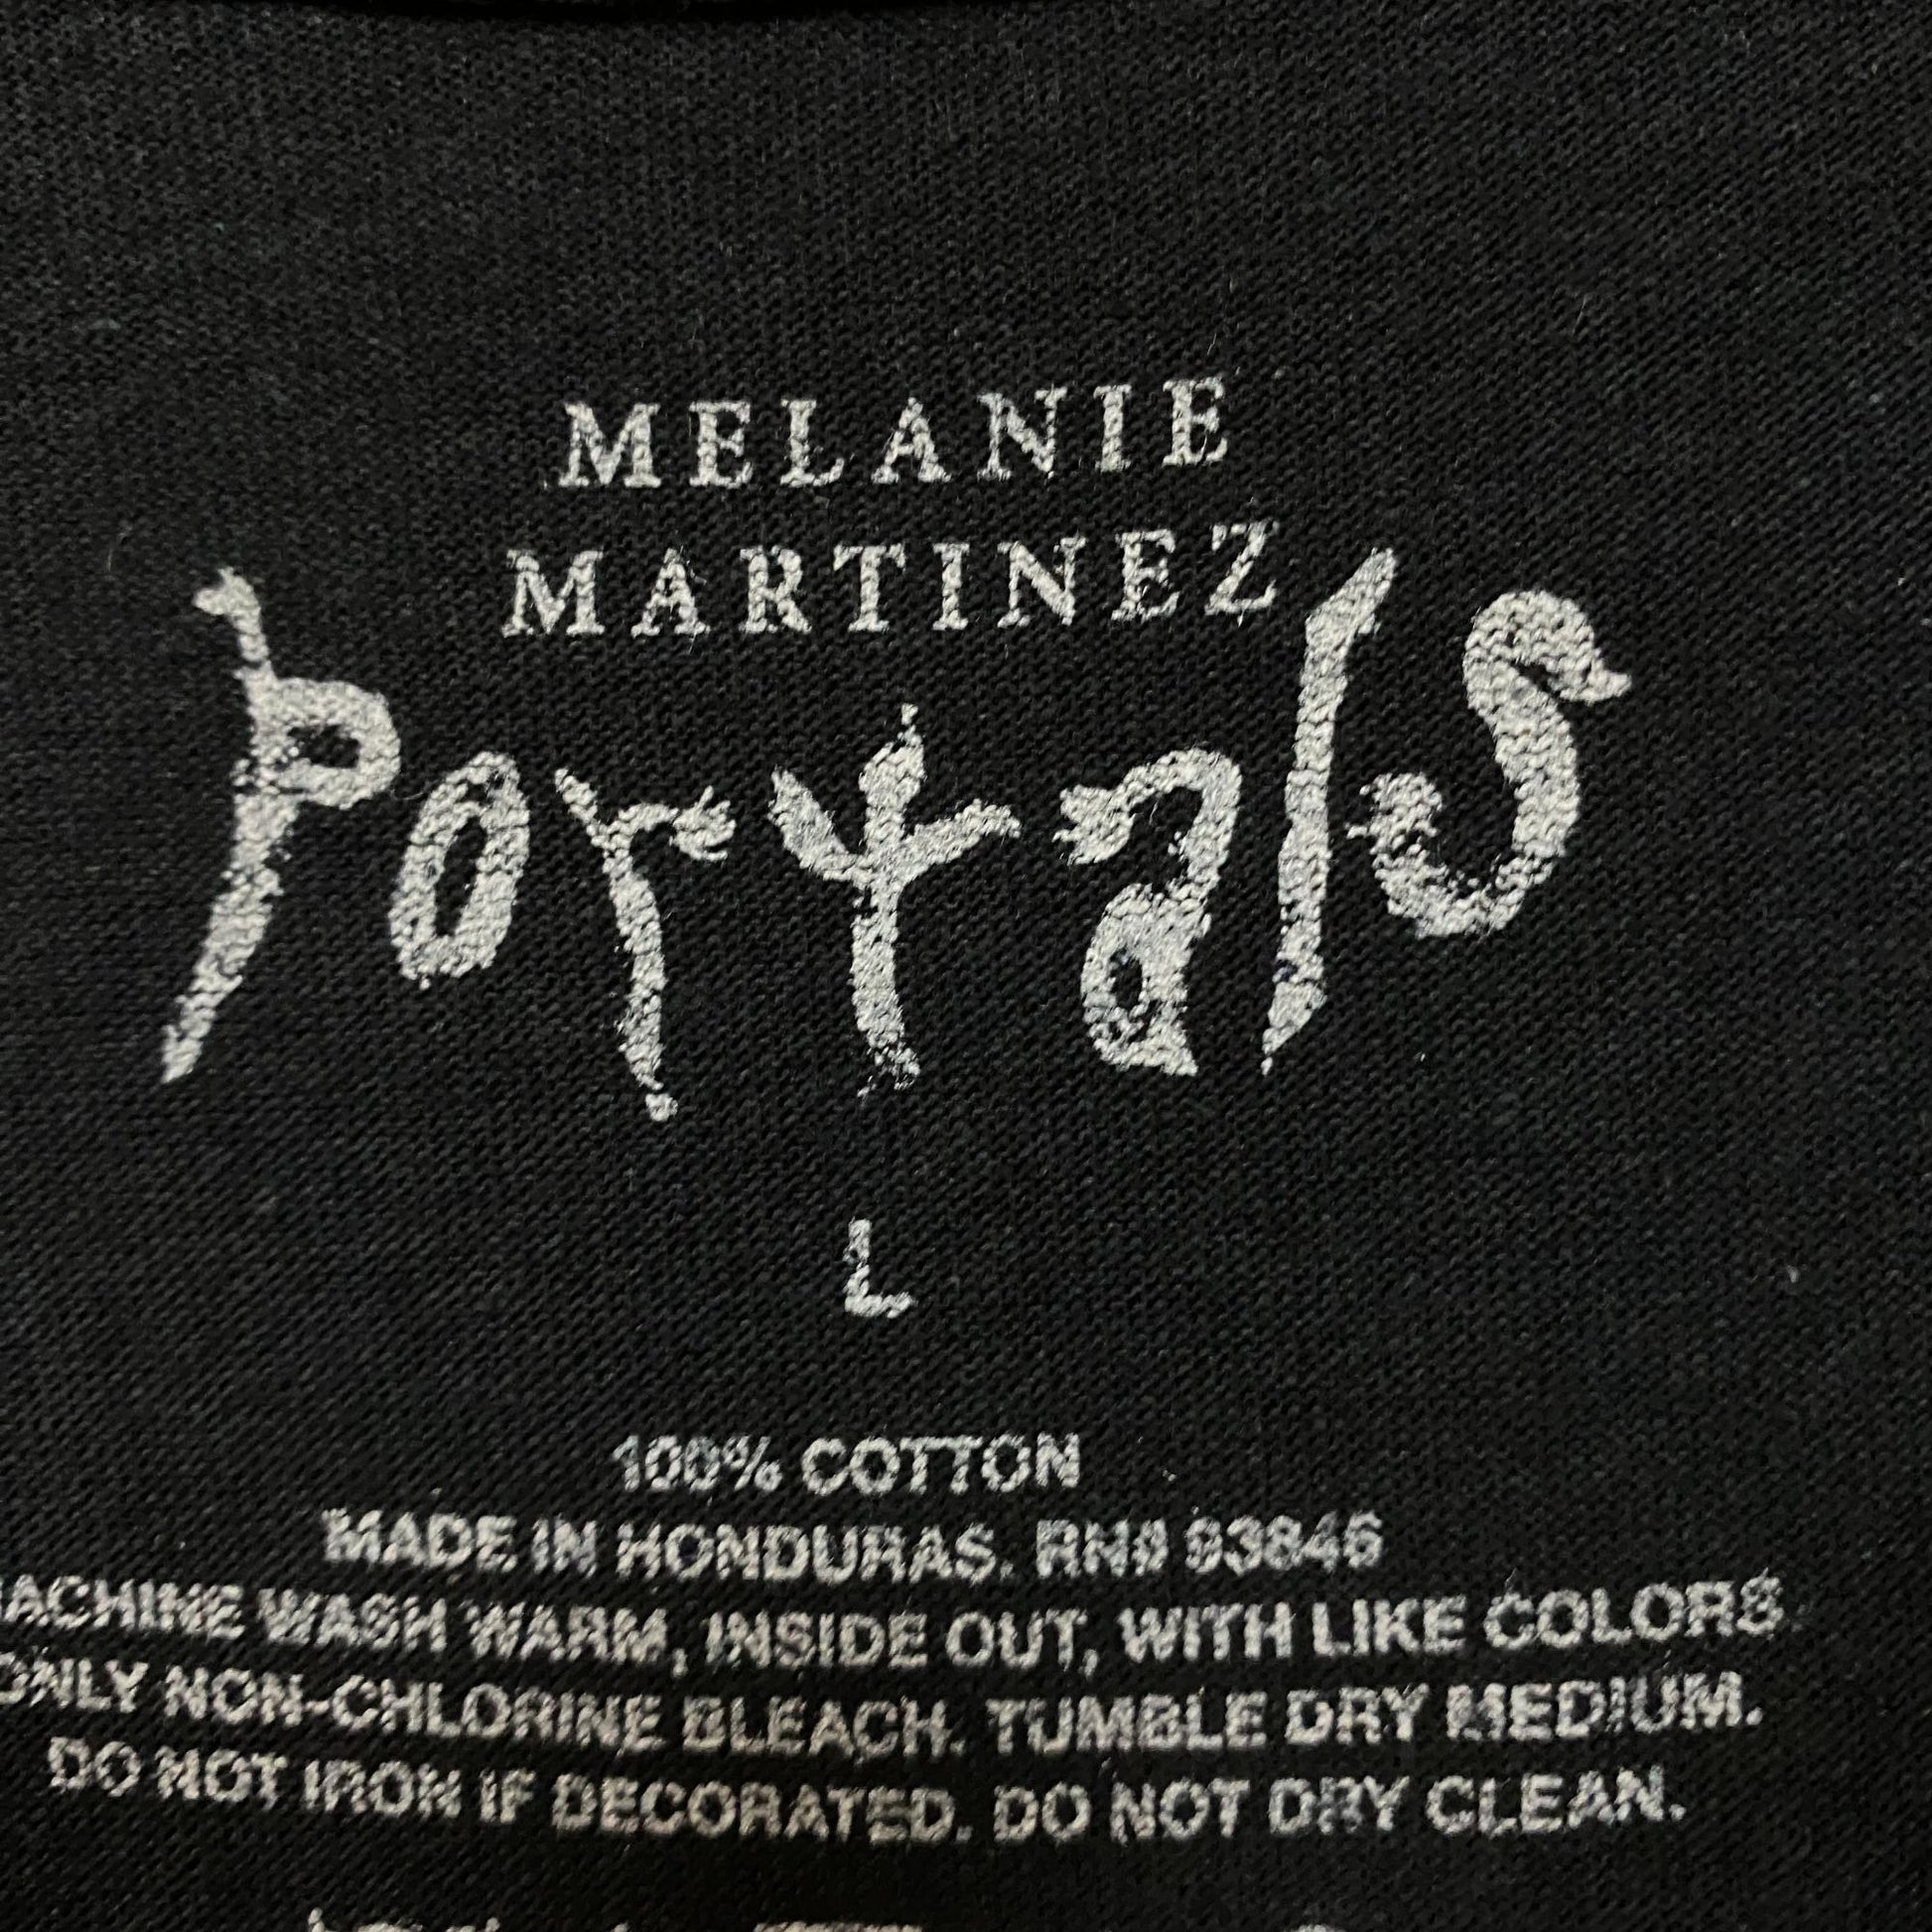 MELANIE
MARTINEZ
Portals
L
100% COTTON
MADE IN HONDURAS. RN# 93846
MACHINE WASH WARM, INSIDE OUT, WITH LIKE COLORS
ONLY NON-CHLORINE BLEACH. TUMBLE DRY MEDIUM.
DO NOT IRON IF DECORATED. DO NOT DRY CLEAN.